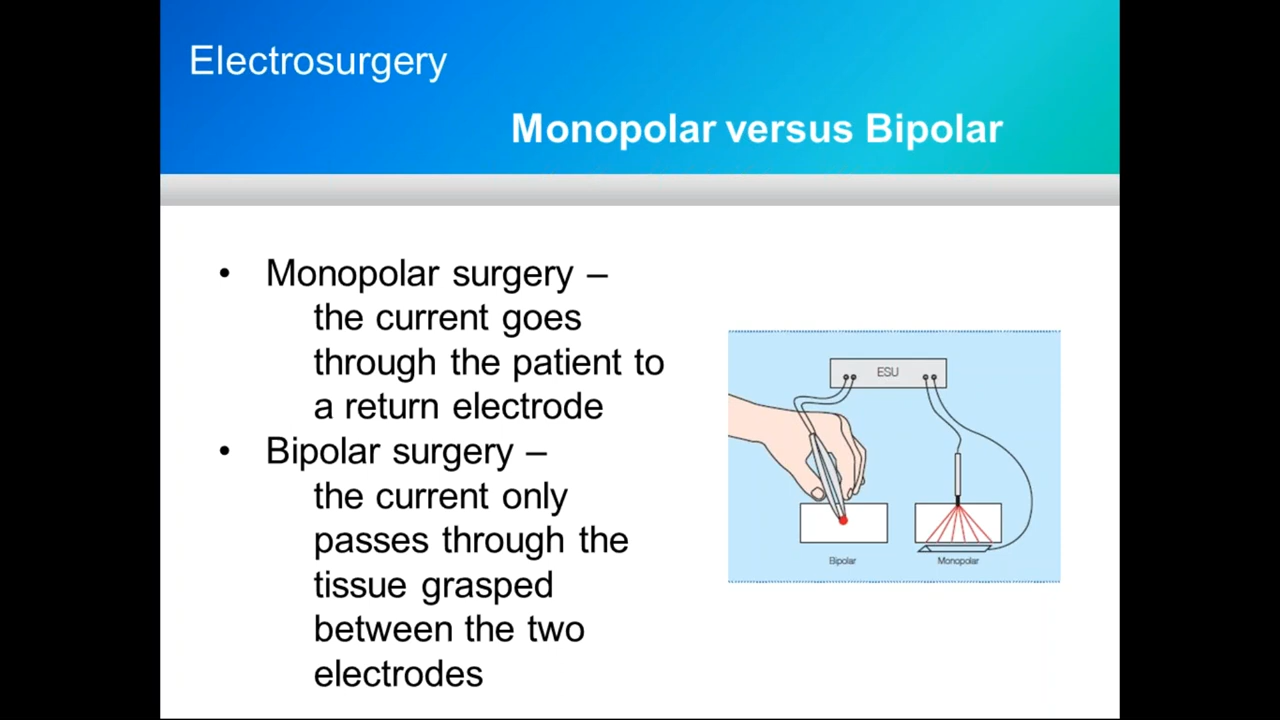 Electrosurgery
Monopolar versus Bipolar
• Monopolar surgery –
the current goes
through the patient to
a return electrode
• Bipolar surgery –
the current only
passes through the
tissue grasped
between the two
electrodes
ESU
Bipolar
Monopolar